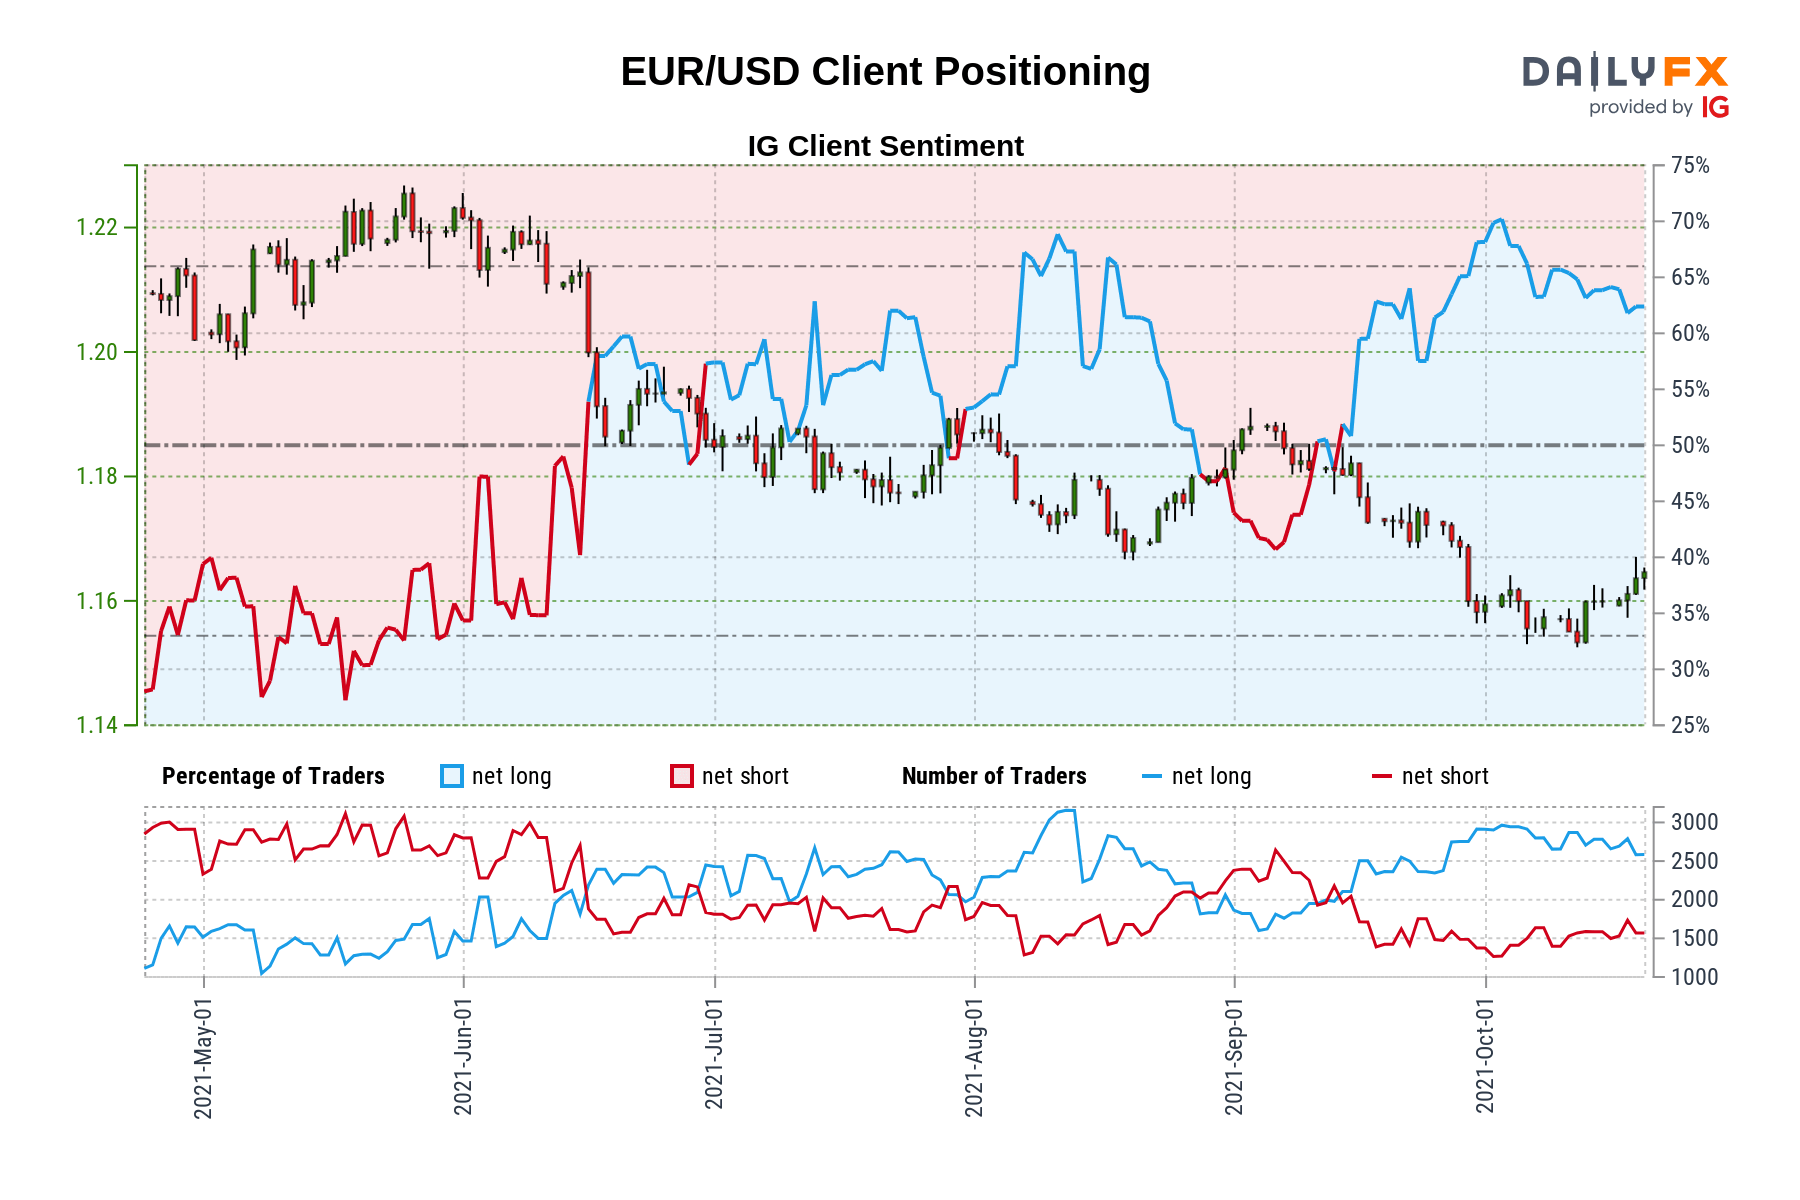 EUR/USD Client Positioning
DAILYFX
provided by IG
IG Client Sentiment
1.22
1.20
1.18
1.16
1.14
75%
70%
65%
60%
55%
50%
45%
40%
35%
30%
25%
Percentage of Traders net long net short Number of Traders net long net short
3000
2500
2000
1500
1000
2021-May-01
2021-Jun-01
2021-Jul-01
2021-Aug-01
2021-Sep-01
2021-Oct-01